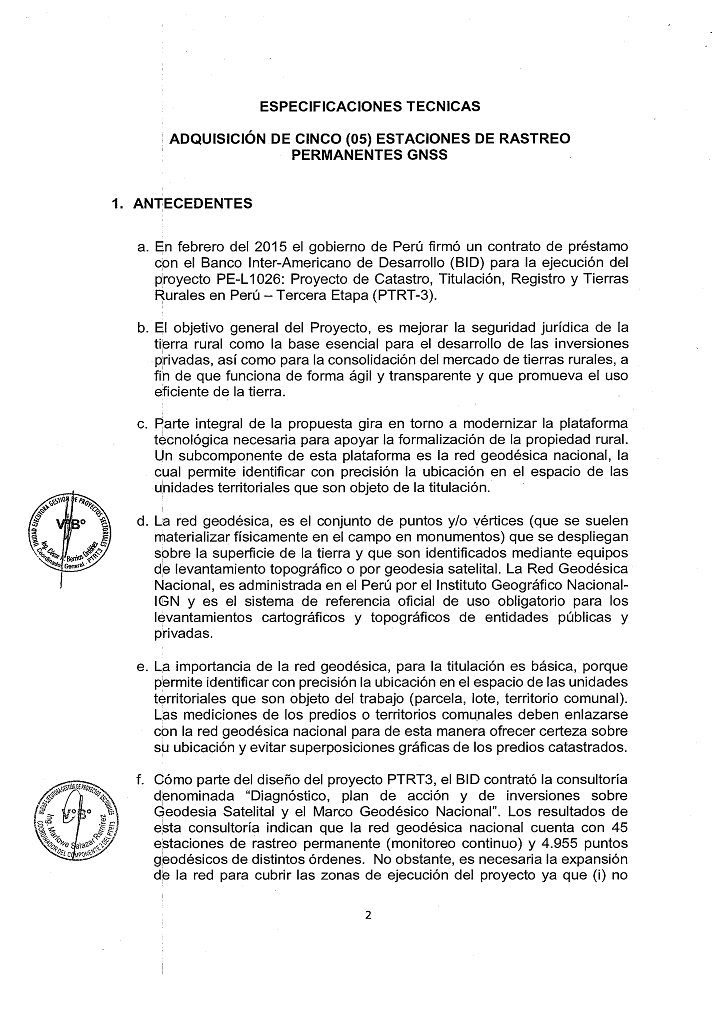 ESPECIFICACIONES TECNICAS
ADQUISICIÓN DE CINCO (05) ESTACIONES DE RASTREO
PERMANENTES GNSS
1. ANTECEDENTES
a. En febrero del 2015 el gobierno de Perú firmó un contrato de préstamo
con el Banco Inter-Americano de Desarrollo (BID) para la ejecución del
proyecto PE-L1026: Proyecto de Catastro, Titulación, Registro y Tierras
Rurales en Perú – Tercera Etapa (PTRT-3).
b. El objetivo general del Proyecto, es mejorar la seguridad jurídica de la
tierra rural como la base esencial para el desarrollo de las inversiones
privadas, así como para la consolidación del mercado de tierras rurales, a
fin de que funciona de forma ágil y transparente y que promueva el uso
eficiente de la tierra.
c. Parte integral de la propuesta gira en torno a modernizar la plataforma
tecnológica necesaria para apoyar la formalización de la propiedad rural.
Un subcomponente de esta plataforma es la red geodésica nacional, la
cual permite identificar con precisión la ubicación en el espacio de las
unidades territoriales que son objeto de la titulación.
d. La red geodésica, es el conjunto de puntos y/o vértices (que se suelen
materializar físicamente en el campo en monumentos) que se despliegan
sobre la superficie de la tierra y que son identificados mediante equipos
de levantamiento topográfico o por geodesia satelital. La Red Geodésica
Nacional, es administrada en el Perú por el Instituto Geográfico Nacional-
IGN y es el sistema de referencia oficial de uso obligatorio para los
levantamientos cartográficos y topográficos de entidades públicas y
privadas.
e. La importancia de la red geodésica, para la titulación es básica, porque
permite identificar con precisión la ubicación en el espacio de las unidades
territoriales que son objeto del trabajo (parcela, lote, territorio comunal).
Las mediciones de los predios o territorios comunales deben enlazarse
con la red geodésica nacional para de esta manera ofrecer certeza sobre
su ubicación y evitar superposiciones gráficas de los predios catastrados.
f. Cómo parte del diseño del proyecto PTRT3, el BID contrató la consultoría
denominada “Diagnóstico, plan de acción y de inversiones sobre
Geodesia Satelital y el Marco Geodésico Nacional”. Los resultados de
esta consultoría indican que la red geodésica nacional cuenta con 45
estaciones de rastreo permanente (monitoreo continuo) y 4.955 puntos
geodésicos de distintos órdenes. No obstante, es necesaria la expansión
de la red para cubrir las zonas de ejecución del proyecto ya que (i) no
2
UNIDAD EJECUTORA GESTION DE PROYECTOS SECTORIALES
V°B°
Coordinador General - PTRT3
V°B°
Ing. Marlowe Salazar Ramírez
COORDINADOR DEL COMPONENTE